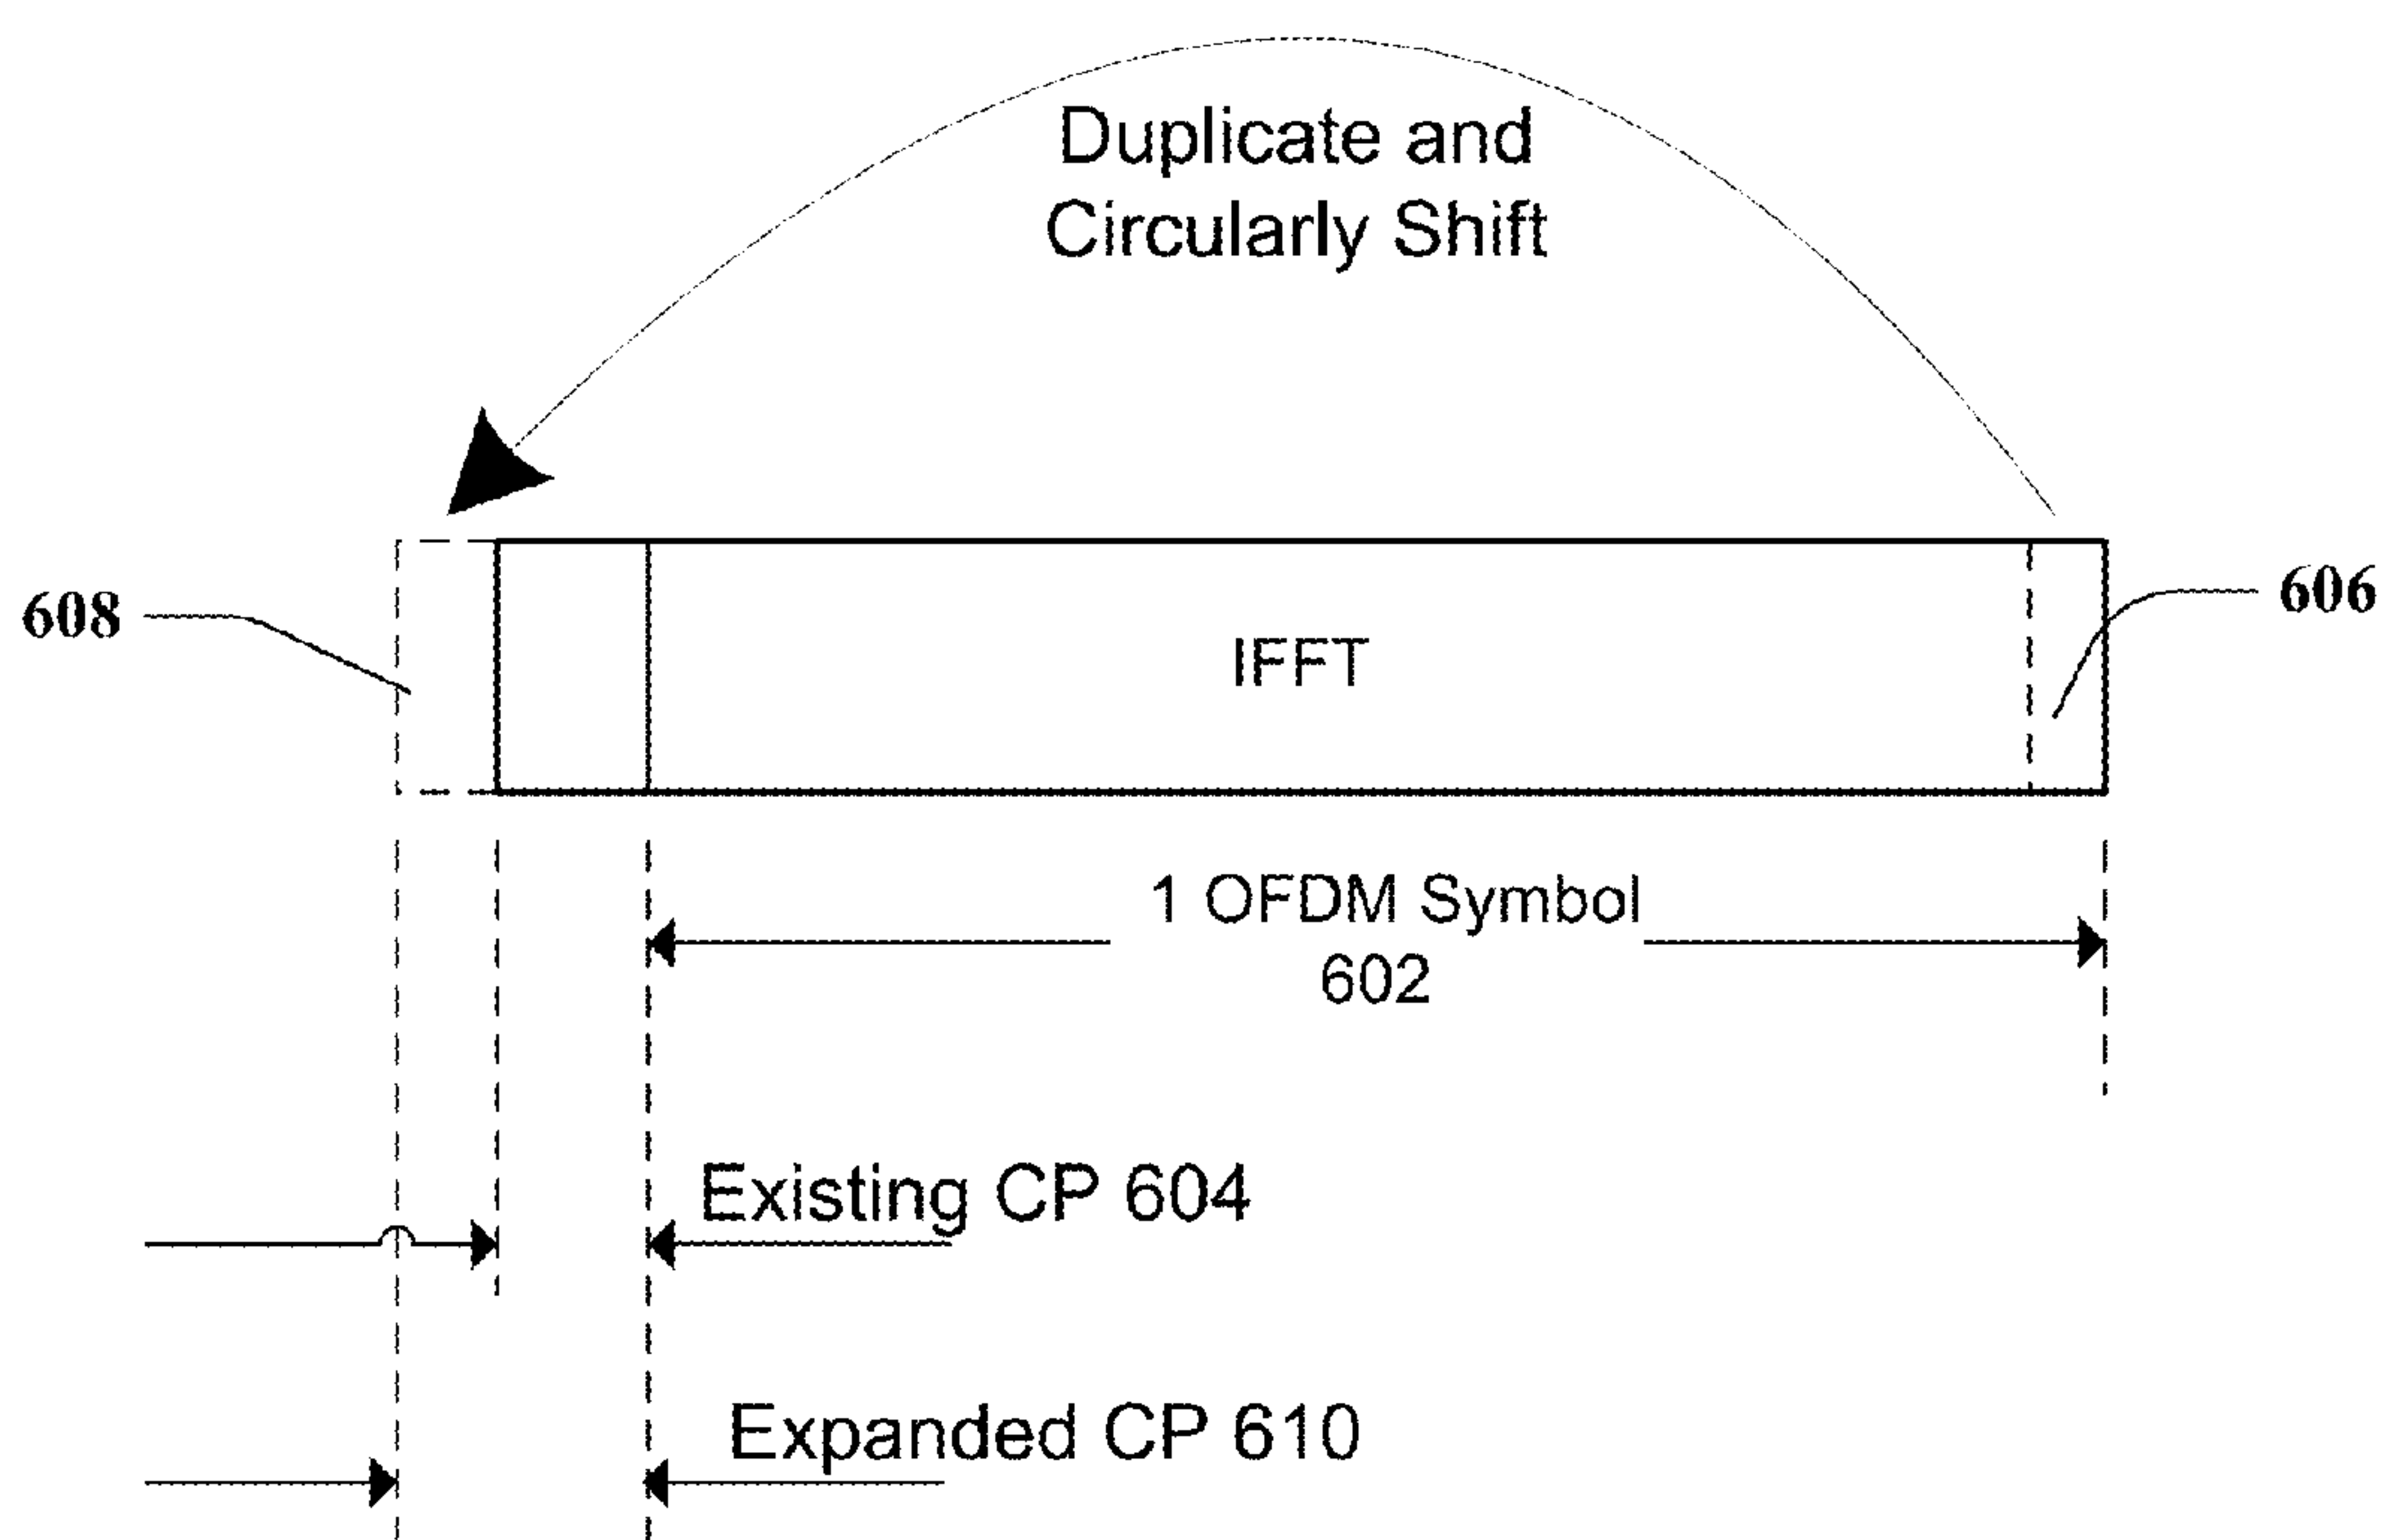 Duplicate and
Circularly Shift
608
606
IFFT
1 OFDM Symbol
602
Existing CP 604
Expanded CP 610